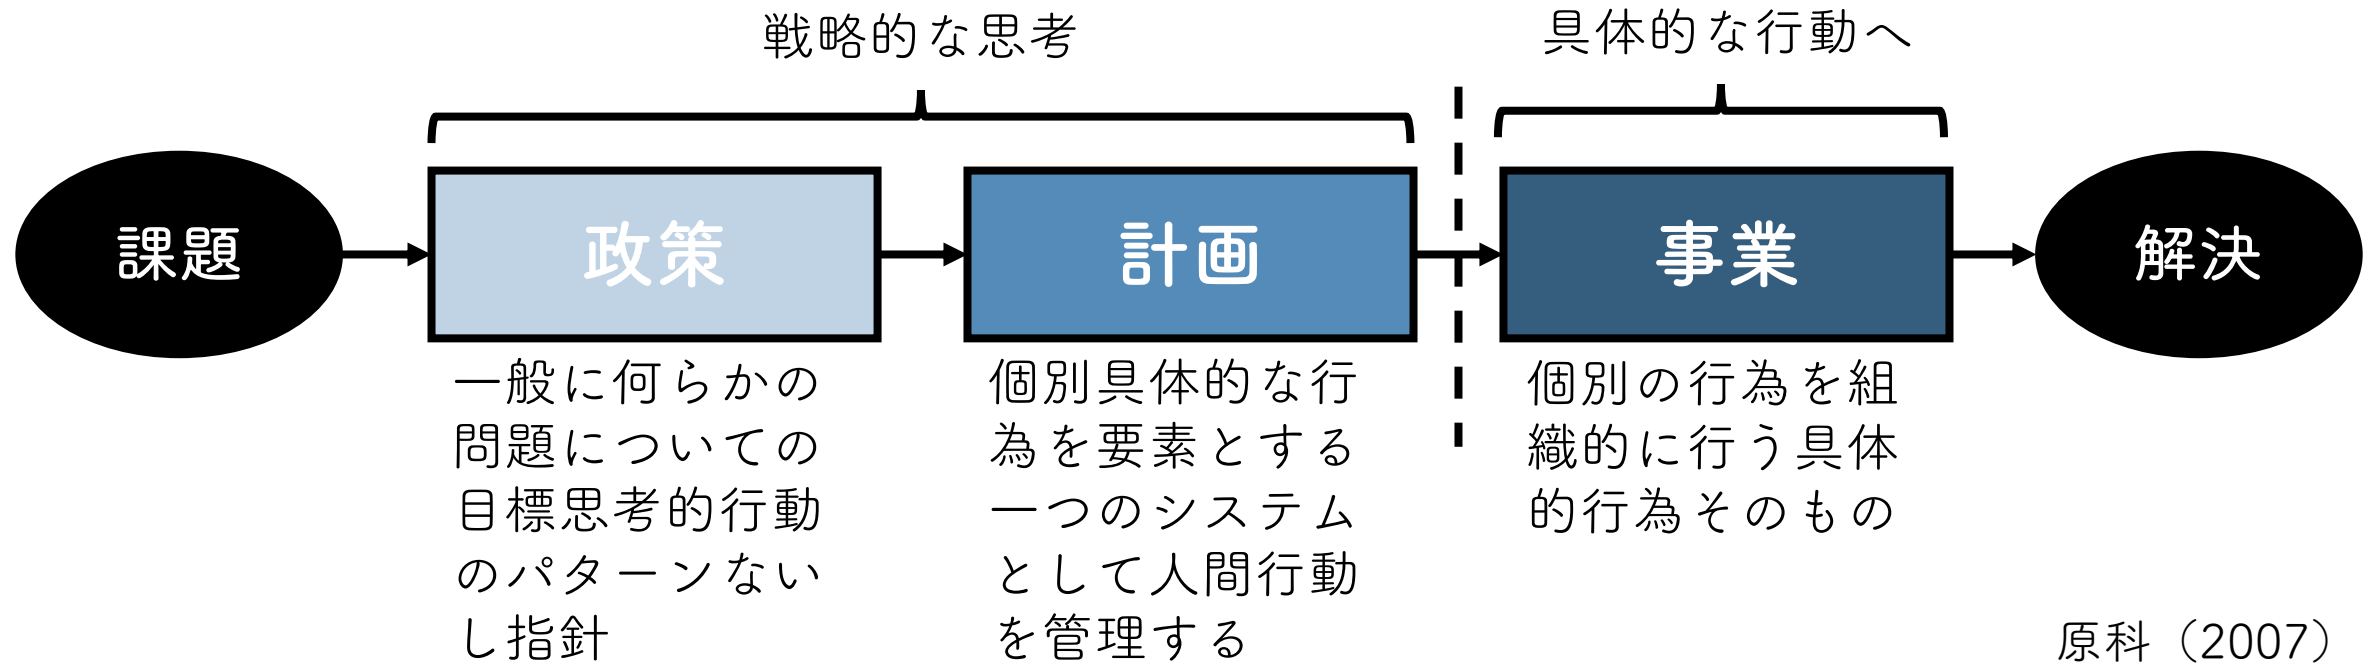 戦略的な思考
具体的な行動へ
課題
政策
計画
事業
解決
一般に何らかの
問題についての
目標思考的行動
のパターンない
し指針
個別具体的な行
為を要素とする
一つのシステム
として人間行動
を管理する
個別の行為を組
織的に行う具体
的行為そのもの
原科（2007）